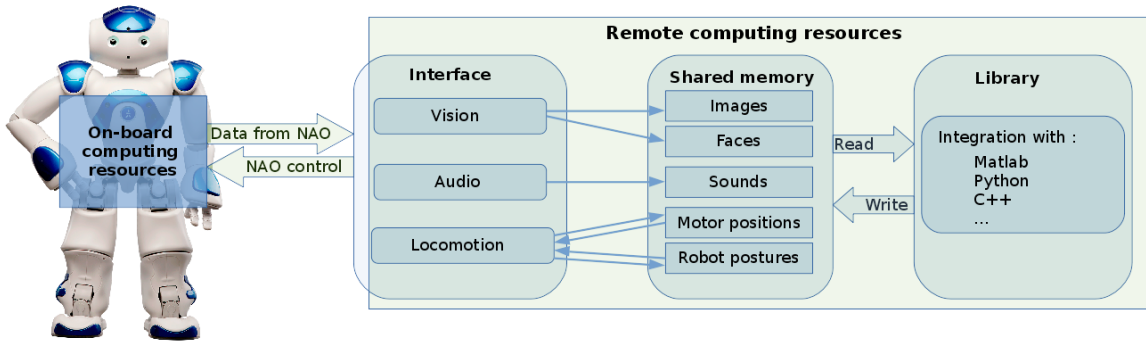 Remote computing resources
On-board
computing
resources
Data from NAO
NAO control
Interface
Vision
Audio
Locomotion
Shared memory
Images
Faces
Sounds
Motor positions
Robot postures
Read
Write
Library
Integration with :
Matlab
Python
C++
...